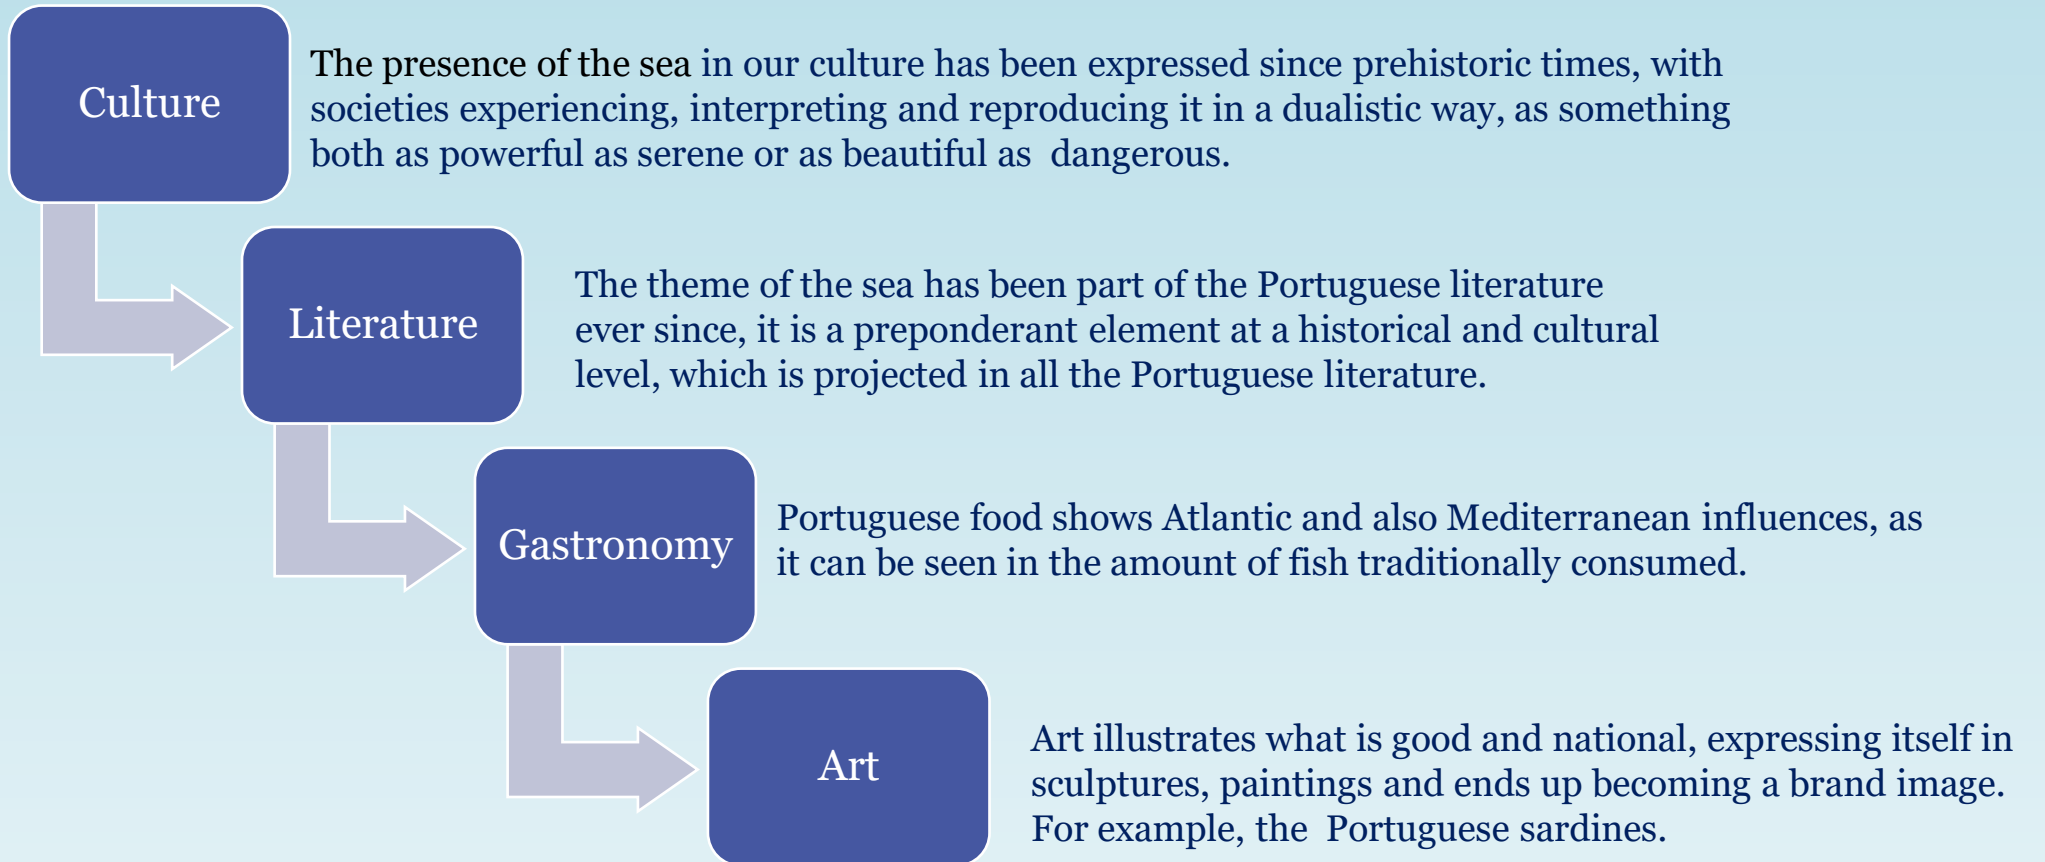 Culture
The presence of the sea in our culture has been expressed since prehistoric times, with
societies experiencing, interpreting and reproducing it in a dualistic way, as something
both as powerful as serene or as beautiful as  dangerous.
Literature
The theme of the sea has been part of the Portuguese literature
ever since, it is a preponderant element at a historical and cultural
level, which is projected in all the Portuguese literature.
Gastronomy
Portuguese food shows Atlantic and also Mediterranean influences, as
it can be seen in the amount of fish traditionally consumed.
Art
Art illustrates what is good and national, expressing itself in
sculptures, paintings and ends up becoming a brand image.
For example, the  Portuguese sardines.